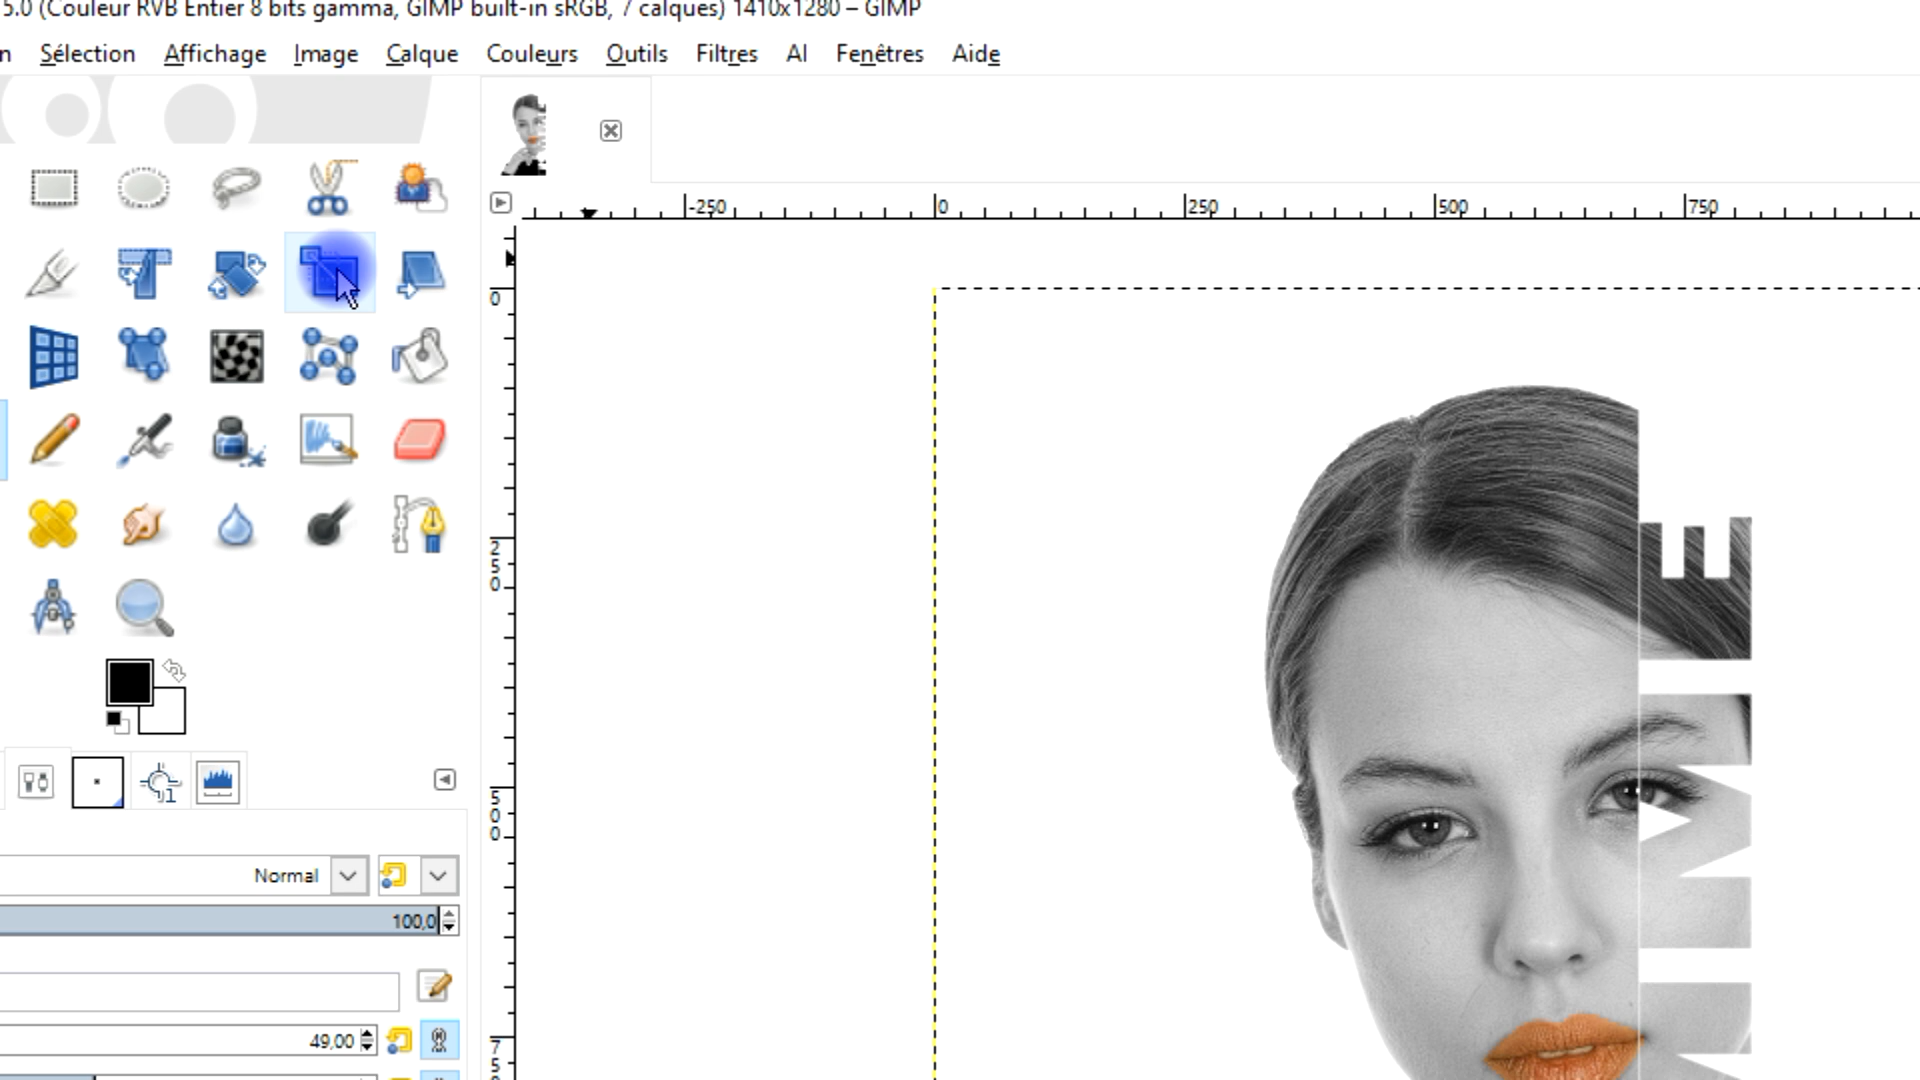 5.0 (Couleur RVB Entier 8 bits gamma, GIMP built-in sRGB, 7 calques) 1410x1280 – GIMP
n Sélection Affichage Image Calque Couleurs Outils Filtres AI Fenêtres Aide
-250 0 250 500 750
0
250
500
75
E
Normal
100,0
49,00